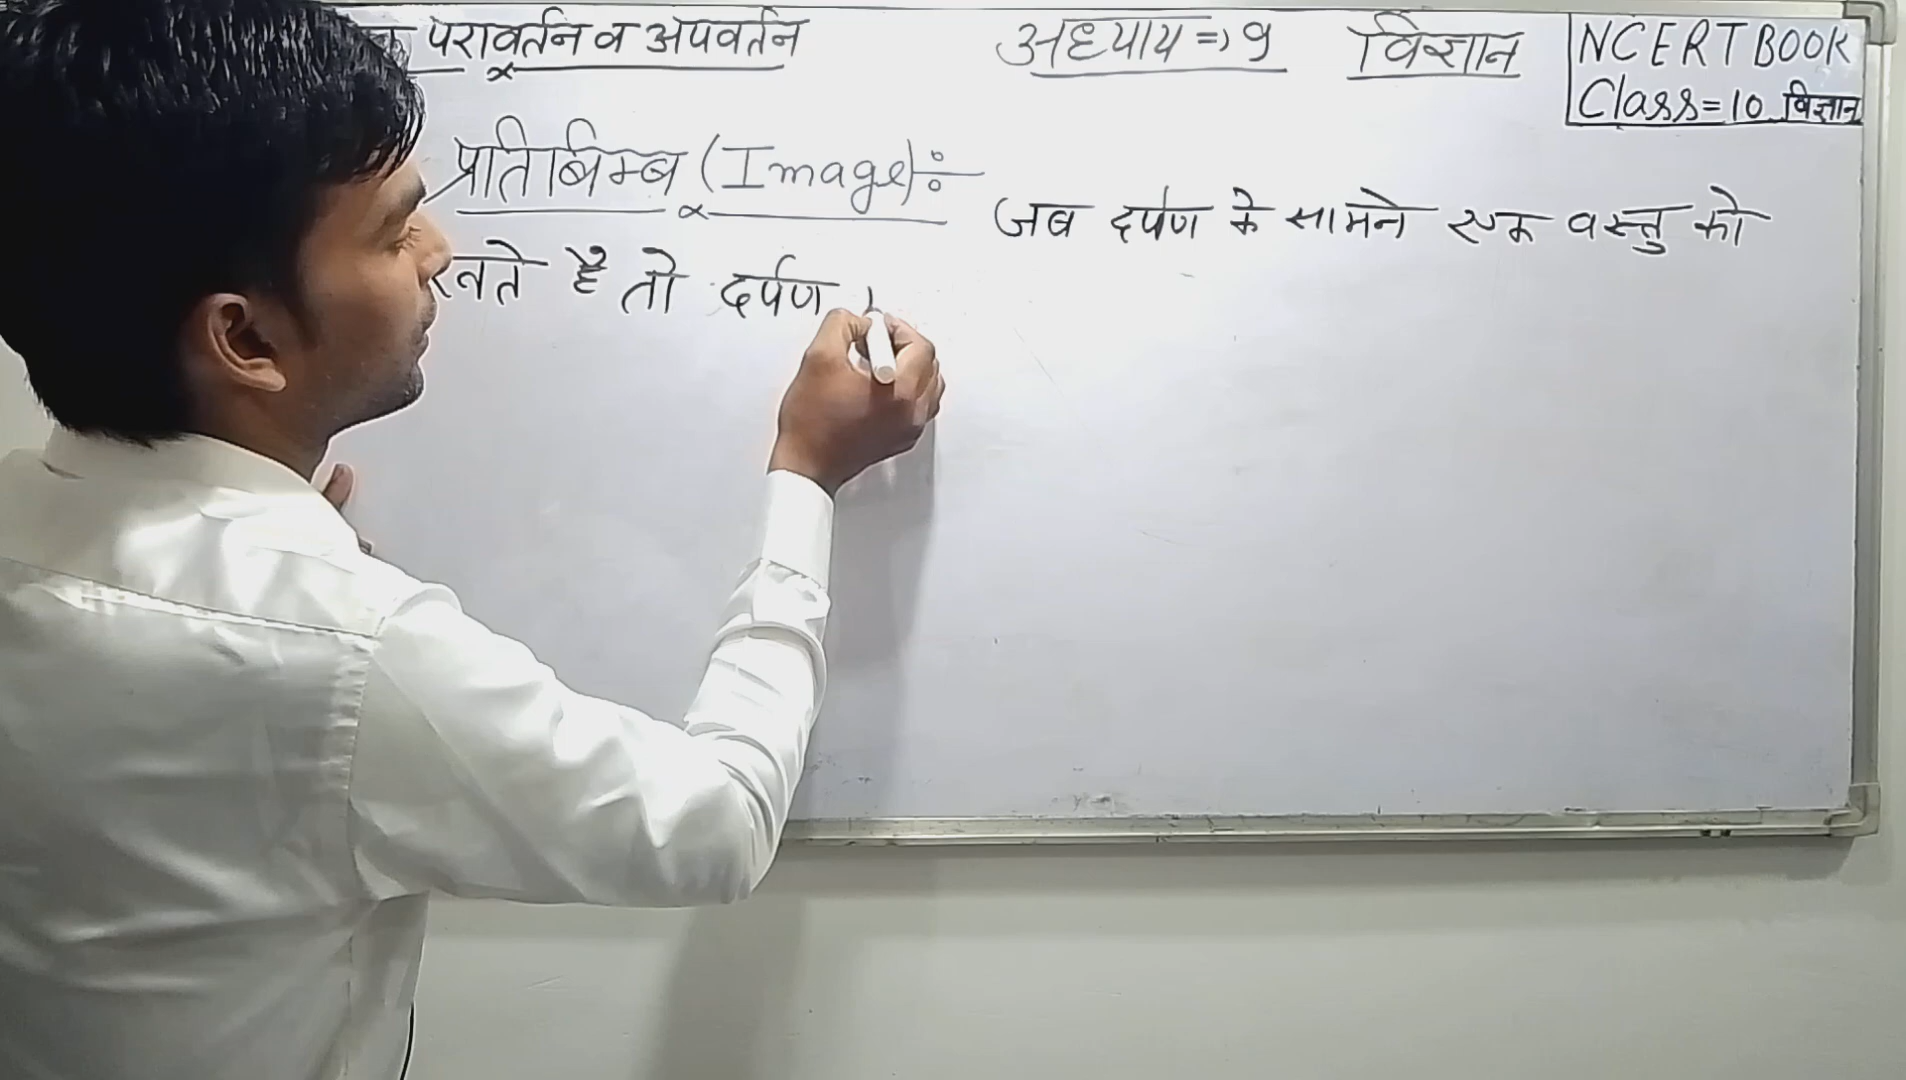 परावर्तन व अपवर्तन अध्याय => 9 विज्ञान
NCERT BOOK
Class = 10 विज्ञान
प्रतिबिम्ब (Image) ÷ जब दर्पण के सामने एक वस्तु को
है तो दर्पण